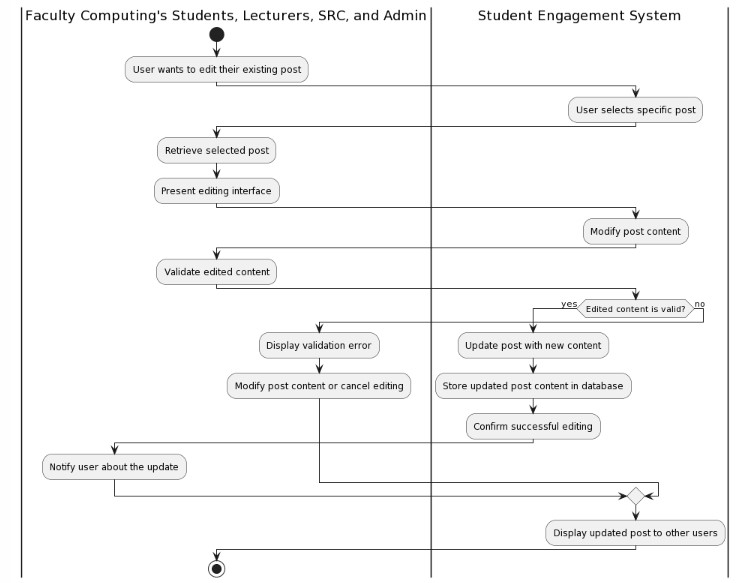 Faculty Computing's Students, Lecturers, SRC, and Admin
Student Engagement System
User wants to edit their existing post
User selects specific post
Retrieve selected post
Present editing interface
Modify post content
Validate edited content
yes
Edited content is valid?
no
Display validation error
Update post with new content
Modify post content or cancel editing
Store updated post content in database
Confirm successful editing
Notify user about the update
Display updated post to other users